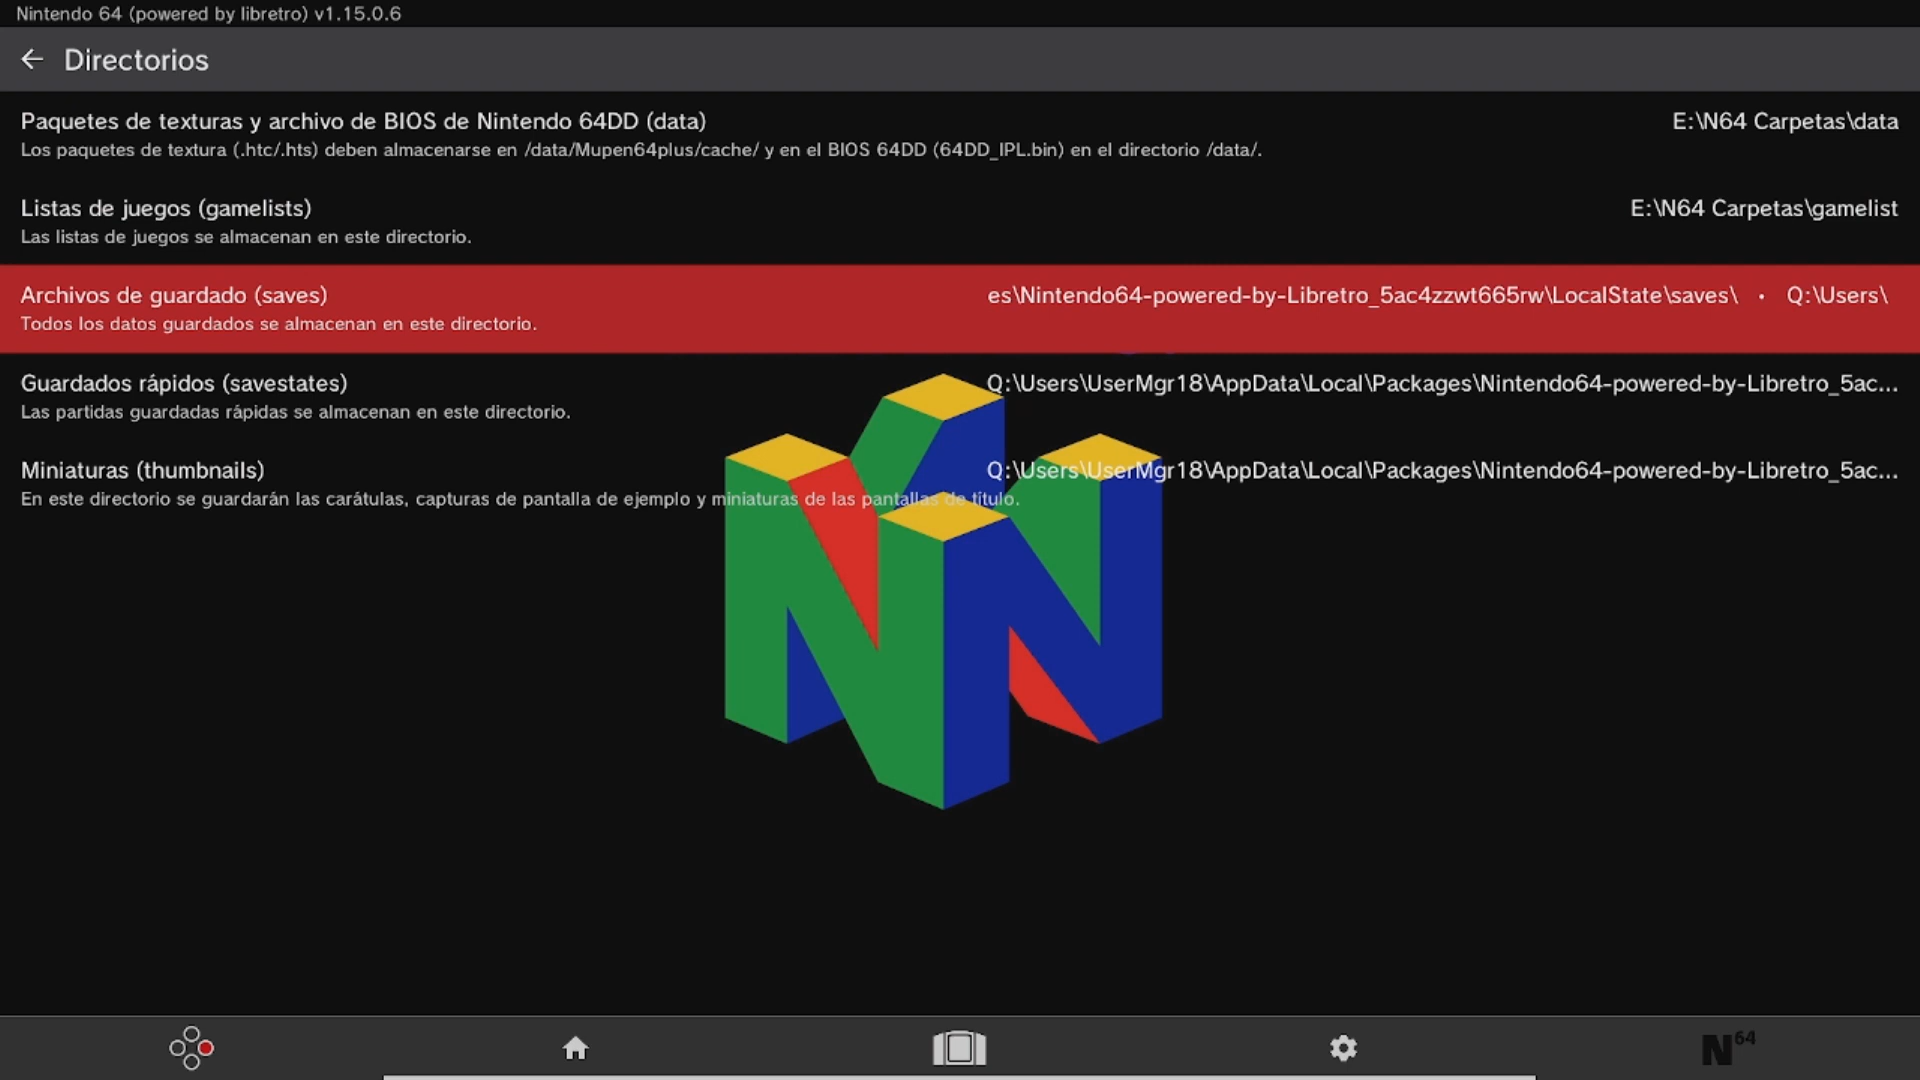 Nintendo 64 (powered by libretro) v1.15.0.6
Directorios
Paquetes de texturas y archivo de BIOS de Nintendo 64DD (data)
E:\N64 Carpetas\data
Los paquetes de textura (.htc/.hts) deben almacenarse en /data/Mupen64plus/cache/ y en el BIOS 64DD (64DD_IPL.bin) en el directorio /data/.
Listas de juegos (gamelists)
E:\N64 Carpetas\gamelist
Las listas de juegos se almacenan en este directorio.
Archivos de guardado (saves)
es\Nintendo64-powered-by-Libretro_5ac4zzwt665rw\LocalState\saves\ • Q:\Users\
Todos los datos guardados se almacenan en este directorio.
Guardados rápidos (savestates)
Q:\Users\UserMgr18\AppData\Local\Packages\Nintendo64-powered-by-Libretro_5ac...
Las partidas guardadas rápidas se almacenan en este directorio.
Miniaturas (thumbnails)
Q:\Users\UserMgr18\AppData\Local\Packages\Nintendo64-powered-by-Libretro_5ac...
En este directorio se guardarán las carátulas, capturas de pantalla de ejemplo y miniaturas de las pantallas de título.
N64